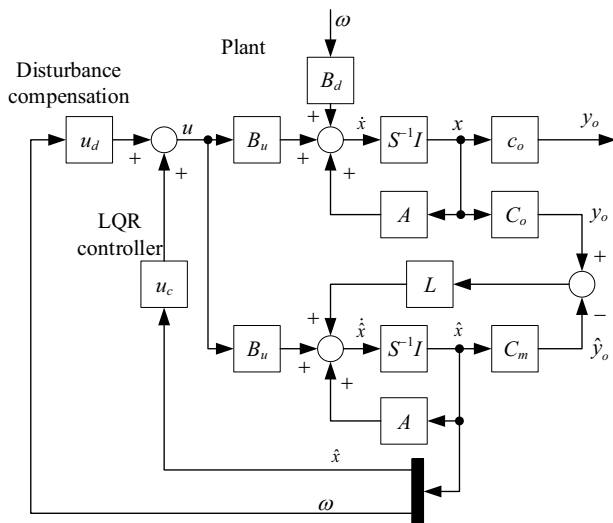 ω
Plant
Disturbance
compensation
B_d
+
u_d
+
+
u
B_u
+
+
ẋ
S⁻¹I
x
c_o
y_o
LQR
controller
A
C_o
y_o
+
u_c
L
−
+
B_u
+
+
x̂̇
S⁻¹I
x̂
C_m
ŷ_o
A
x̂
ω